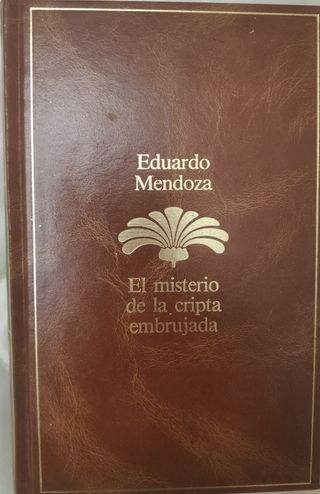 Eduardo
Mendoza
El misterio
de la cripta
embrujada